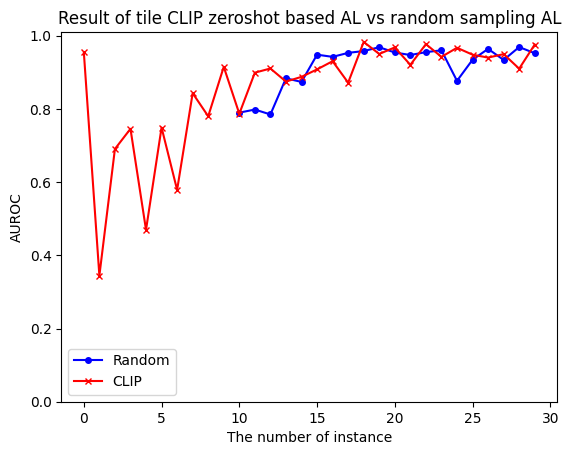 Result of tile CLIP zeroshot based AL vs random sampling AL
1.0
0.8
0.6
0.4
0.2
0.0
AUROC
Random
CLIP
0 5 10 15 20 25 30
The number of instance